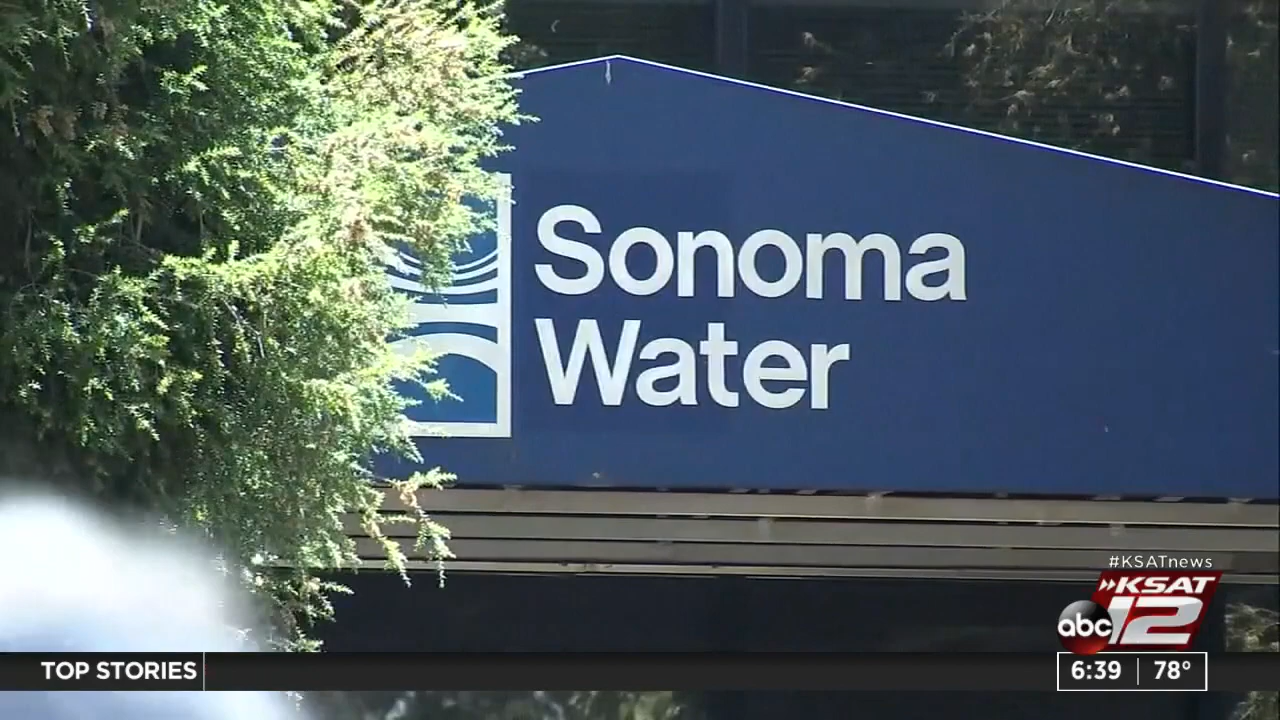 Sonoma
Water
#KSATnews
KSAT
abc 12
TOP STORIES
6:39 78°